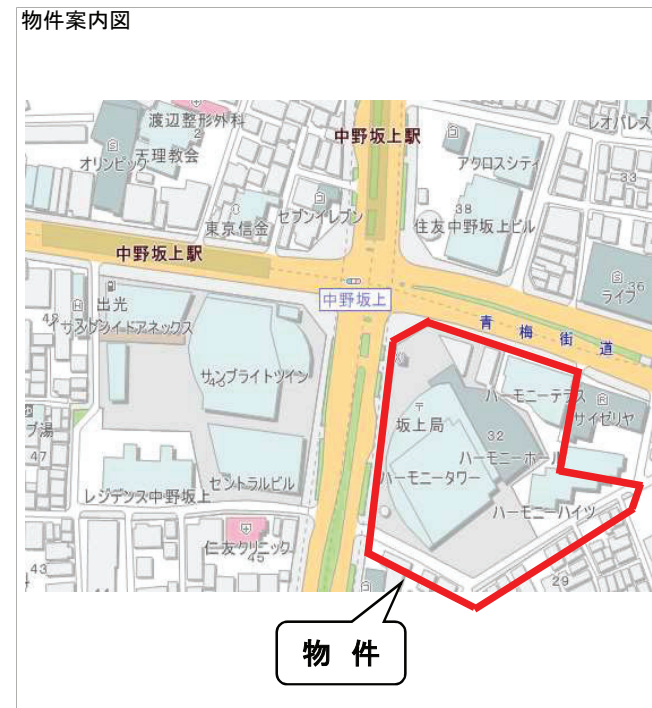 物件案内図
渡辺整形外科
2
天理教会
オリンピック
中野坂上駅
レオパレス
アクロスシティ
33
38
東京信金
セブンイレブン
住友中野坂上ビル
中野坂上駅
36
ライフ
出光
中野坂上
青梅街道
サンブライトツイン
坂上局
ハーモニーテラス
サイゼリヤ
32
ハーモニーホール
ハーモニータワー
47
レジデンス中野坂上
セントラルビル
ハーモニーハイツ
仁友クリニック
45
43
29
物件